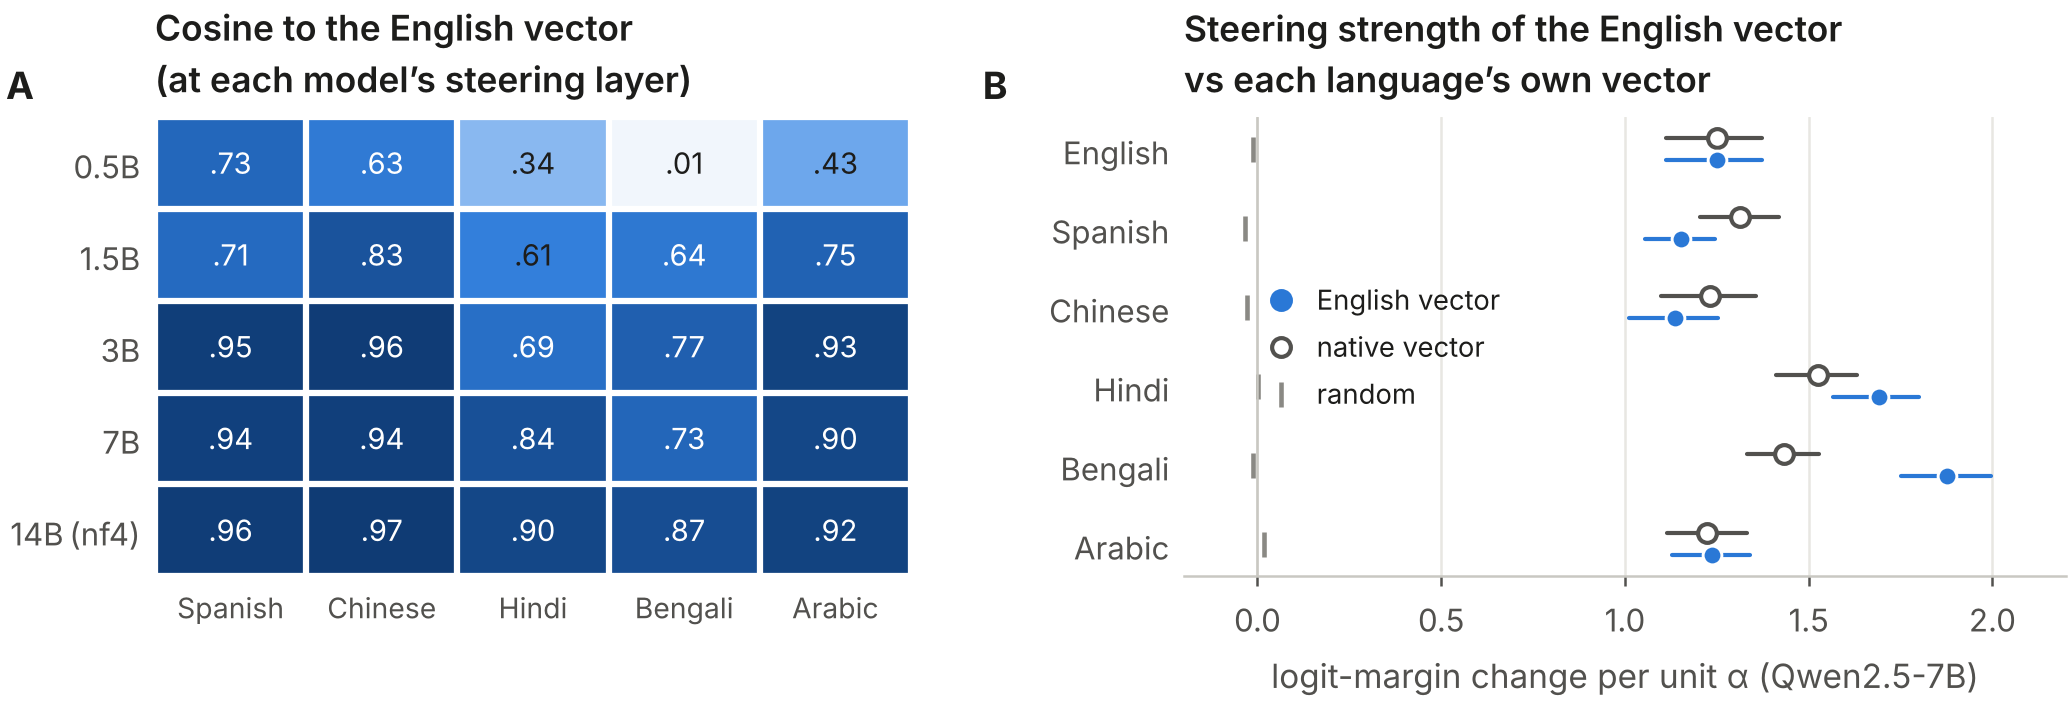 A
Cosine to the English vector
(at each model’s steering layer)
0.5B .73 .63 .34 .01 .43
1.5B .71 .83 .61 .64 .75
3B .95 .96 .69 .77 .93
7B .94 .94 .84 .73 .90
14B (nf4) .96 .97 .90 .87 .92
Spanish Chinese Hindi Bengali Arabic
B
Steering strength of the English vector
vs each language’s own vector
English
Spanish
Chinese
Hindi
Bengali
Arabic
English vector
native vector
random
0.0 0.5 1.0 1.5 2.0
logit-margin change per unit α (Qwen2.5-7B)